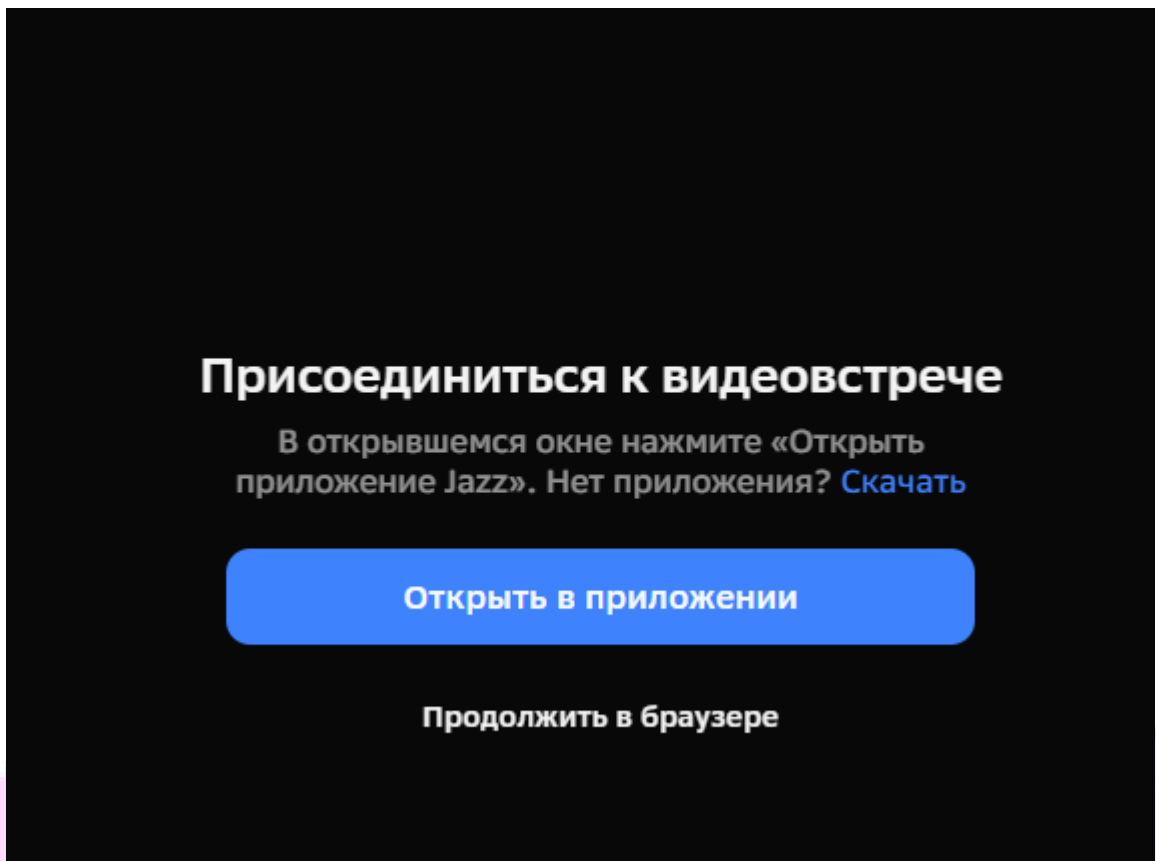 Присоединиться к видеовстрече
В открывшемся окне нажмите «Открыть
приложение Jazz». Нет приложения? Скачать
Открыть в приложении
Продолжить в браузере